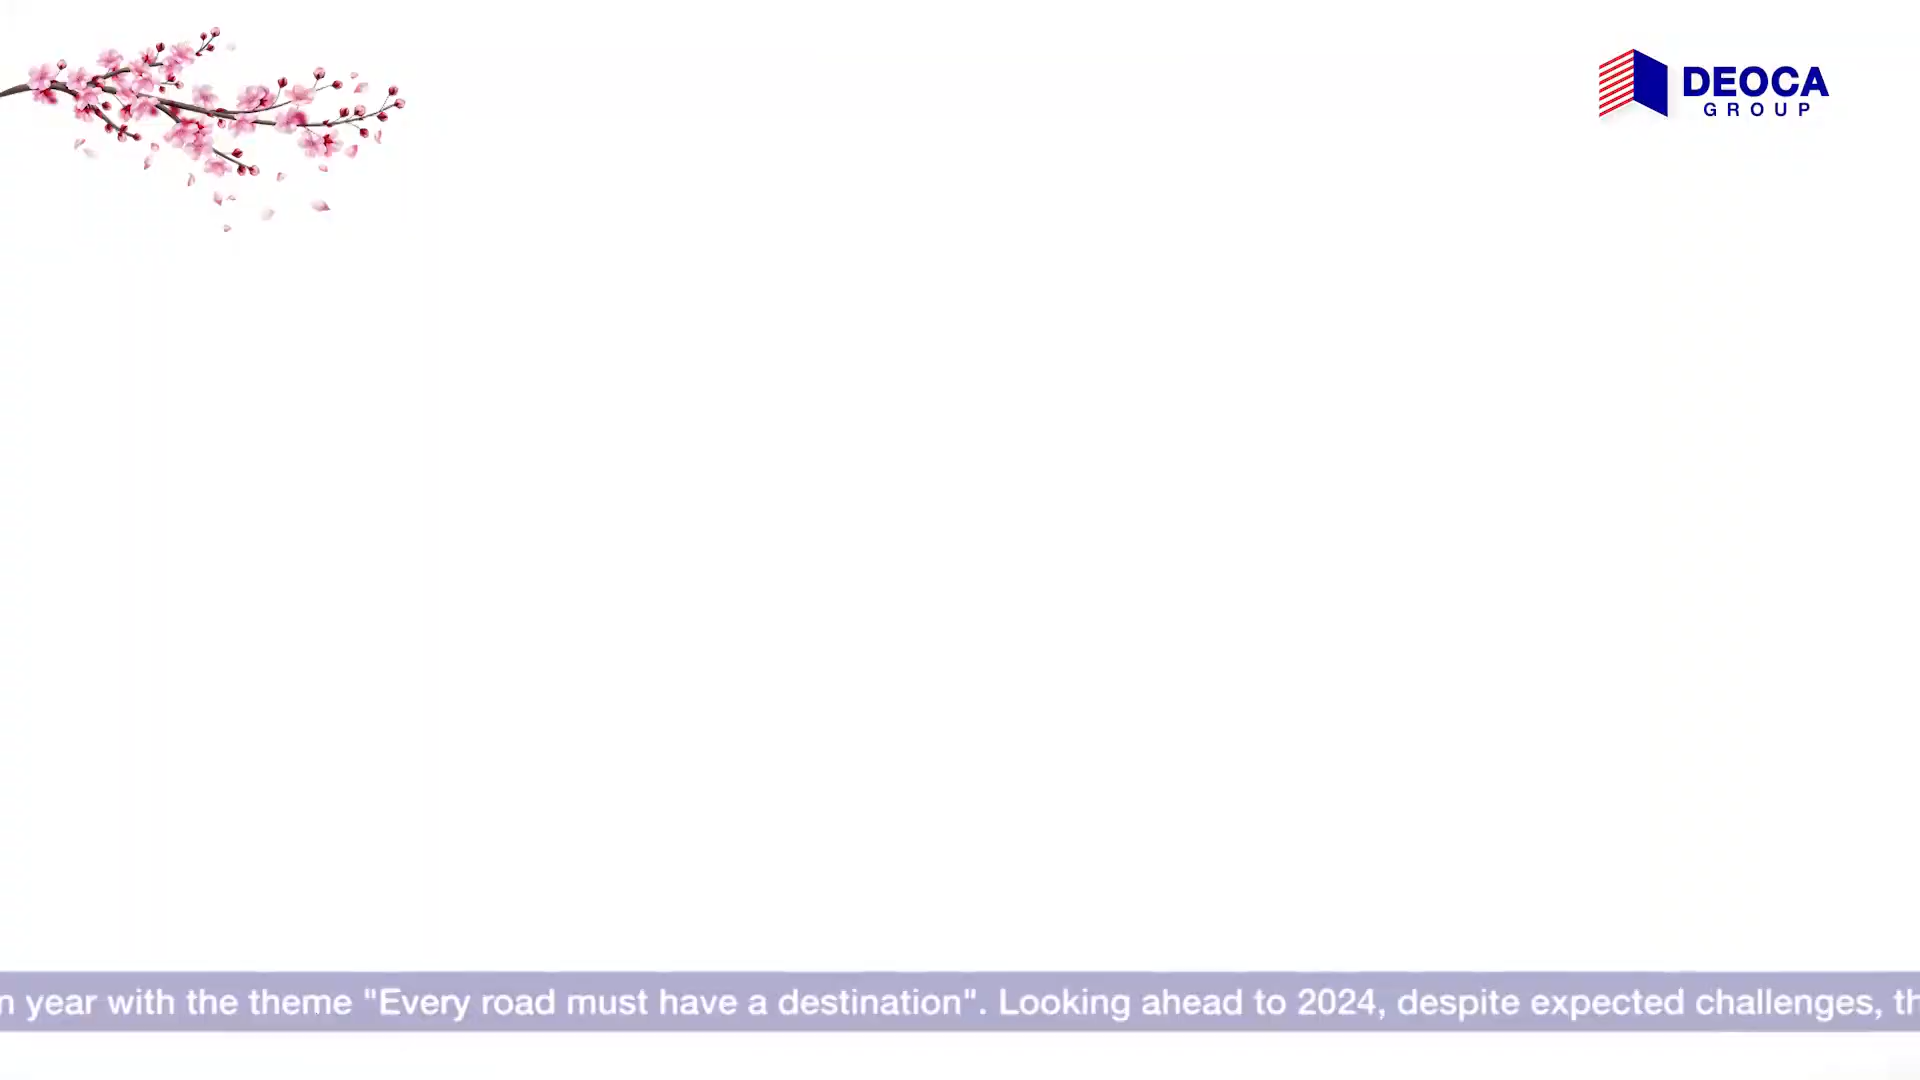 DEOCA
GROUP
year with the theme "Every road must have a destination". Looking ahead to 2024, despite expected challenges,